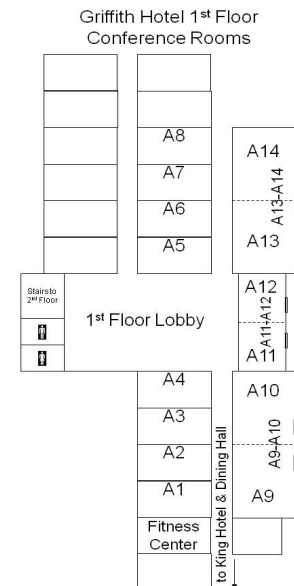 Griffith Hotel 1st Floor
Conference Rooms
A8
A7
A6
A5
A14
A13-A14
A13
Stairs to
2nd Floor
1st Floor Lobby
A12
A11-A12
A11
A4
A3
A2
A1
Fitness
Center
A10
A9-A10
A9
to King Hotel & Dining Hall